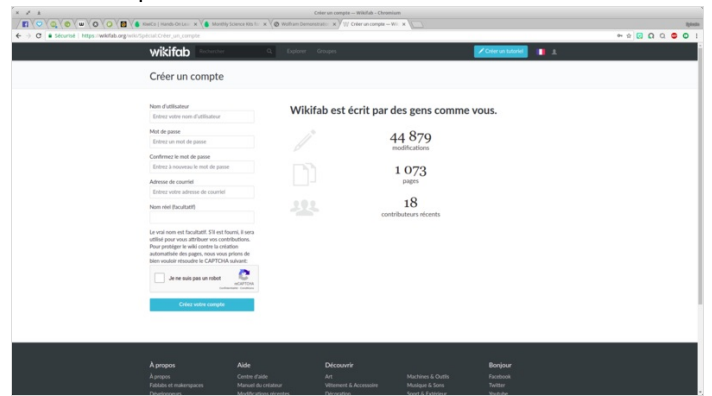 Créer un compte — Wikifab - Chromium
Sécurisé | https://wikifab.org/wiki/Spécial:Créer_un_compte
wikifab
Rechercher
Explorer
Groupes
Créer un tutoriel
Créer un compte
Nom d'utilisateur
Entrez votre nom d'utilisateur
Mot de passe
Entrez un mot de passe
Confirmez le mot de passe
Entrez à nouveau le mot de passe
Adresse de courriel
Entrez votre adresse de courriel
Nom réel (facultatif)
Le vrai nom est facultatif. S'il est fourni, il sera
utilisé pour vous attribuer vos contributions.
Pour protéger le wiki contre la création
automatisée des pages, nous vous prions de
bien vouloir résoudre le CAPTCHA suivant:
Je ne suis pas un robot
reCAPTCHA
Créez votre compte
Wikifab est écrit par des gens comme vous.
44 879
modifications
1 073
pages
18
contributeurs récents
À propos
Aide
Découvrir
Bonjour
À propos
Centre d'aide
Art
Machines & Outils
Facebook
Fablabs et makerspaces
Manuel du créateur
Vêtement & Accessoire
Musique & Sons
Twitter
Développeurs
Modifications récentes
Décoration
Sport & Extérieur
Youtube